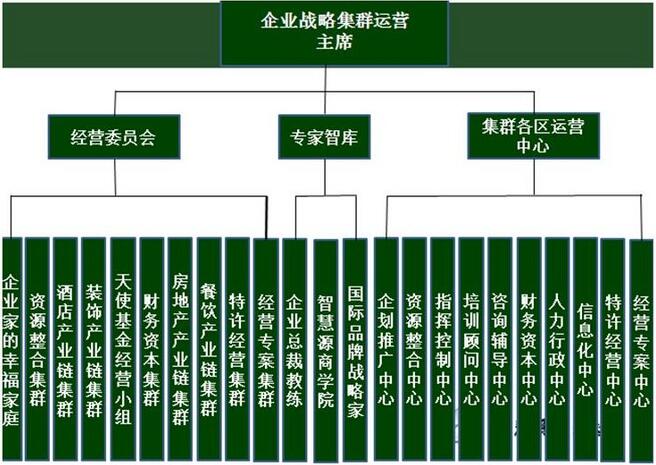 企业战略集群运营
主席
经营委员会
专家智库
集群各区运营
中心
企业家的幸福家庭
资源整合集群
酒店产业链集群
装饰产业链集群
天使基金经营小组
财务资本集群
房地产产业链集群
餐饮产业链集群
特许经营集群
经营专案集群
企业总裁教练
智慧源商学院
国际品牌战略家
企划推广中心
资源整合中心
指挥控制中心
培训顾问中心
咨询辅导中心
财务资本中心
人力行政中心
信息化中心
特许经营中心
经营专案中心